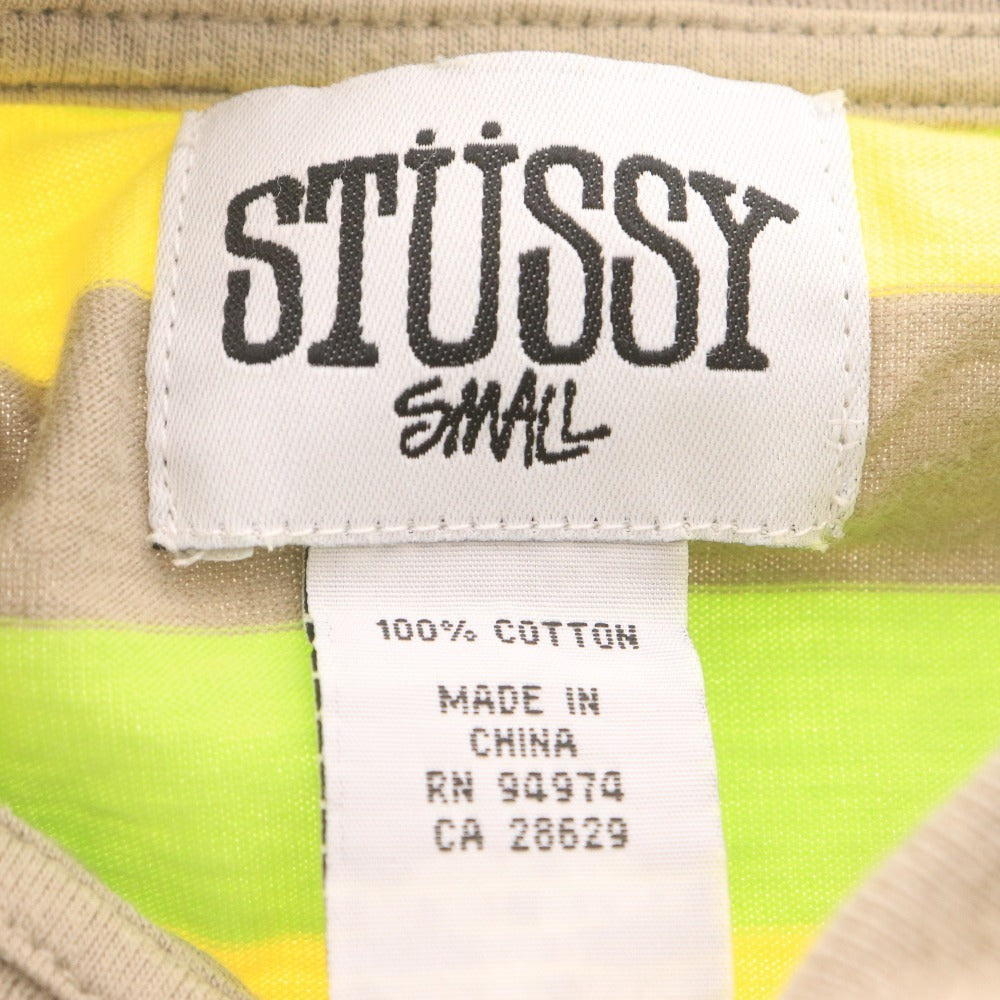 STÜSSY
SMALL
100% COTTON
MADE IN
CHINA
RN 94974
CA 28629